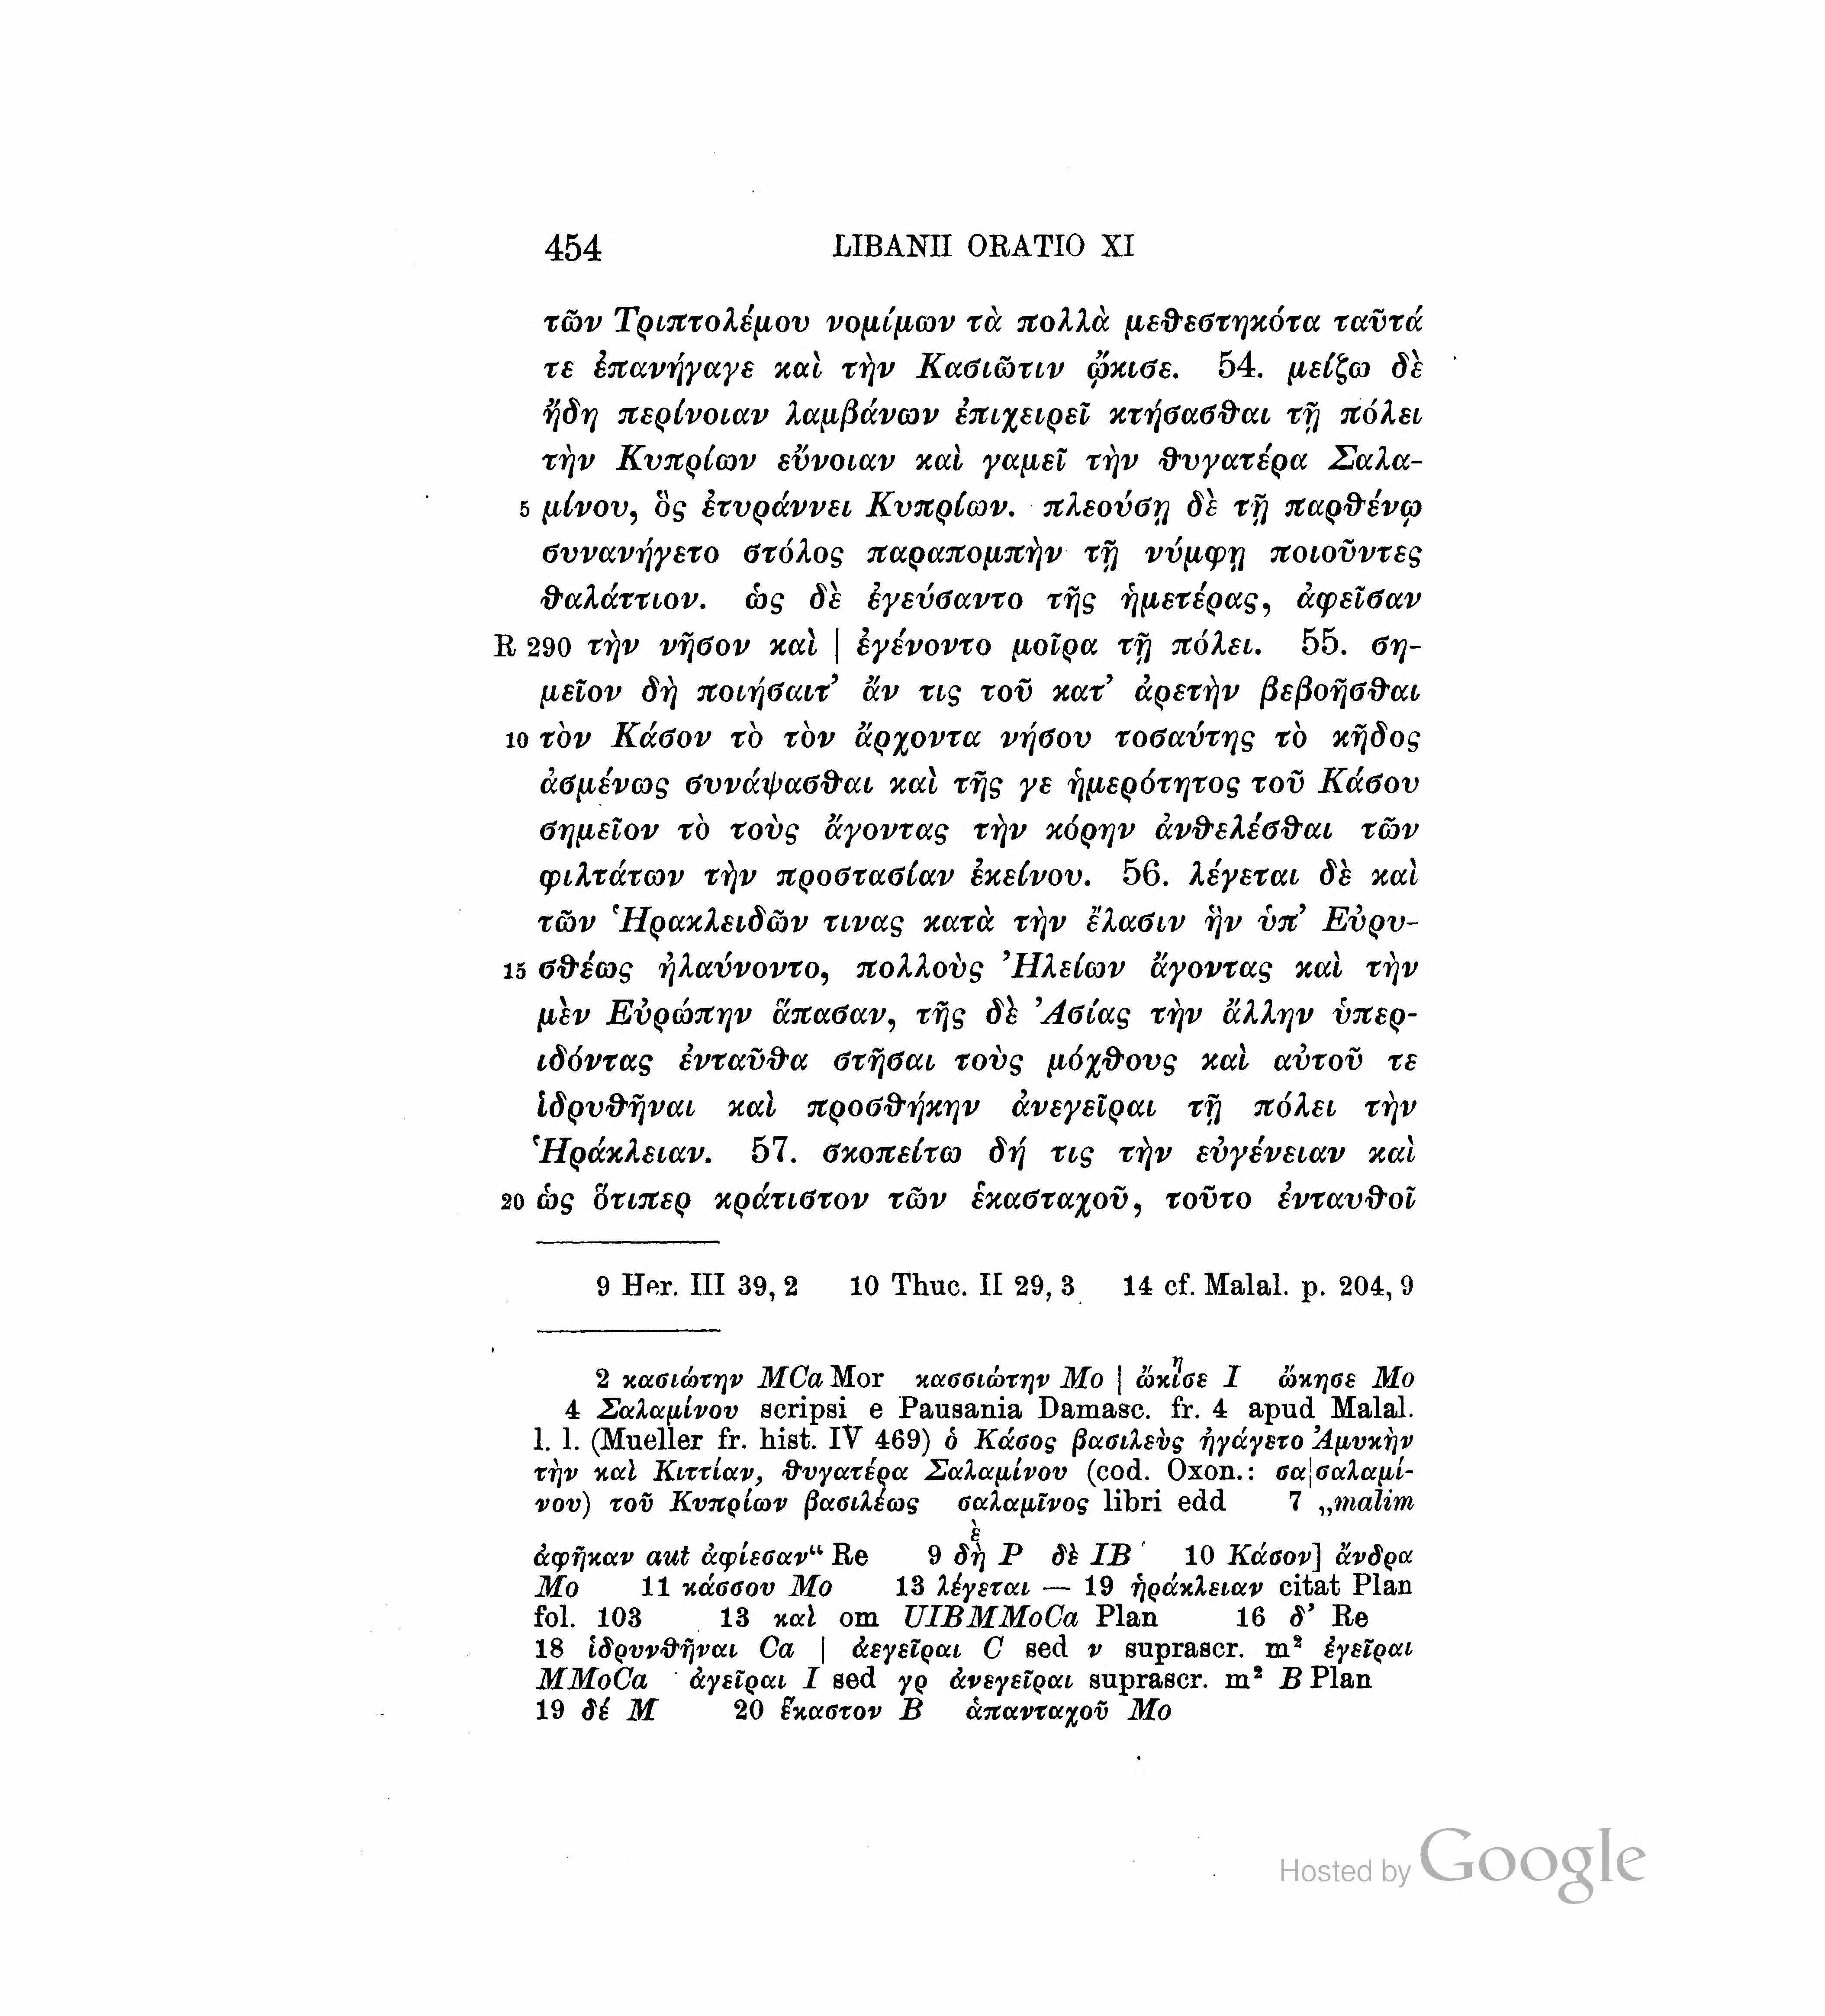 454 LIBANII ORATIO XI
τῶν Τριπτολέμου νομίμων τὰ πολλὰ μεθεστηκότα ταῦτά
τε ἐπανήγαγε καὶ τὴν Κασιῶτιν ᾤκισε. 54. μείζω δὲ
ἤδη περίνοιαν λαμβάνων ἐπιχειρεῖ κτήσασθαι τῇ πόλει
τὴν Κυπρίων εὔνοιαν καὶ γαμεῖ τὴν θυγατέρα Σαλα-
5 μίνου, ὃς ἐτυράννει Κυπρίων. πλεούσῃ δὲ τῇ παρθένῳ
συνανήγετο στόλος παραπομπὴν τῇ νύμφῃ ποιοῦντες
θαλάττιον. ὡς δὲ ἐγεύσαντο τῆς ἡμετέρας, ἀφεῖσαν
R 290 τὴν νῆσον καὶ | ἐγένοντο μοῖρα τῇ πόλει. 55. ση-
μεῖον δὴ ποιήσαιτ’ ἄν τις τοῦ κατ’ ἀρετὴν βεβοῆσθαι
10 τὸν Κάσον τὸ τὸν ἄρχοντα νήσου τοσαύτης τὸ κῆδος
ἀσμένως συνάψασθαι καὶ τῆς γε ἡμερότητος τοῦ Κάσου
σημεῖον τὸ τοὺς ἄγοντας τὴν κόρην ἀνθελέσθαι τῶν
φιλτάτων τὴν προστασίαν ἐκείνου. 56. λέγεται δὲ καὶ
τῶν Ἡρακλειδῶν τινας κατὰ τὴν ἔλασιν ἣν ὑπ’ Εὐρυ-
15 σθέως ἠλαύνοντο, πολλοὺς Ἠλείων ἄγοντας καὶ τὴν
μὲν Εὐρώπην ἅπασαν, τῆς δὲ Ἀσίας τὴν ἄλλην ὑπερ-
ιδόντας ἐνταῦθα στῆσαι τοὺς μόχθους καὶ αὐτοῦ τε
ἱδρυθῆναι καὶ προσθήκην ἀνεγεῖραι τῇ πόλει τὴν
Ἡράκλειαν. 57. σκοπείτω δή τις τὴν εὐγένειαν καὶ
20 ὡς ὅτιπερ κράτιστον τῶν ἑκασταχοῦ, τοῦτο ἐνταυθοῖ
9 Her. III 39, 2 10 Thuc. II 29, 3 14 cf. Malal. p. 204, 9
2 κασιώτην MCa Mor κασσιώτην Mo | ὤκῖσε I ὤκησε Mo
η
4 Σαλαμίνου scripsi e Pausania Damasc. fr. 4 apud Malal.
l. l. (Mueller fr. hist. IV 469) ὁ Κάσος βασιλεὺς ἠγάγετο Ἀμυκὴν
τὴν καὶ Κιττίαν, θυγατέρα Σαλαμίνου (cod. Oxon.: σα|σαλαμί-
νου) τοῦ Κυπρίων βασιλέως σαλαμῖνος libri edd 7 „malim
ὲ
ἀφῆκαν aut ἀφίεσαν“ Re 9 δὴ P δὲ IB 10 Κάσον] ἄνδρα
Mo 11 κάσσου Mo 13 λέγεται — 19 ἡράκλειαν citat Plan
fol. 103 13 καὶ om UIBMMoCa Plan 16 δ’ Re
18 ἱδρυνθῆναι Ca | ἀεγεῖραι C sed ν suprascr. m² ἐγεῖραι
MMoCa ἀγεῖραι I sed γρ ἀνεγεῖραι suprascr. m² B Plan
19 δέ M 20 ἕκαστον B ἁπανταχοῦ Mo
Hosted by Google